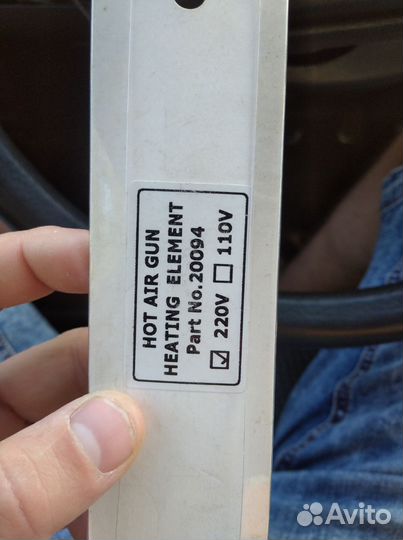 HOT AIR GUN
HEATING ELEMENT
Part No.20094
☑ 220V ☐ 110V
Avito